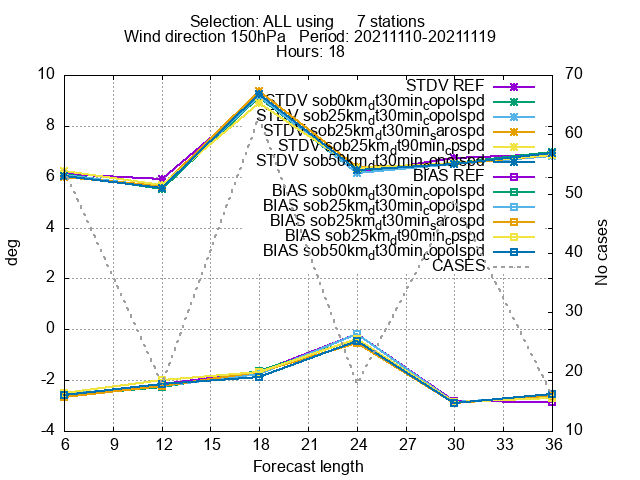 Selection: ALL using 7 stations
Wind direction 150hPa Period: 20211110-20211119
Hours: 18
10
8
6
4
2
0
-2
-4
deg
70
60
50
40
30
20
10
No cases
STDV REF
STDV sob0km_dt30min_copolspd
STDV sob25km_dt30min_copolspd
STDV sob25km_dt30min_sarospd
STDV sob25km_dt90min_cpspd
STDV sob50km_dt30min_copolspd
BIAS REF
BIAS sob0km_dt30min_copolspd
BIAS sob25km_dt30min_copolspd
BIAS sob25km_dt30min_sarospd
BIAS sob25km_dt90min_cpspd
BIAS sob50km_dt30min_copolspd
CASES
6 9 12 15 18 21 24 27 30 33 36
Forecast length